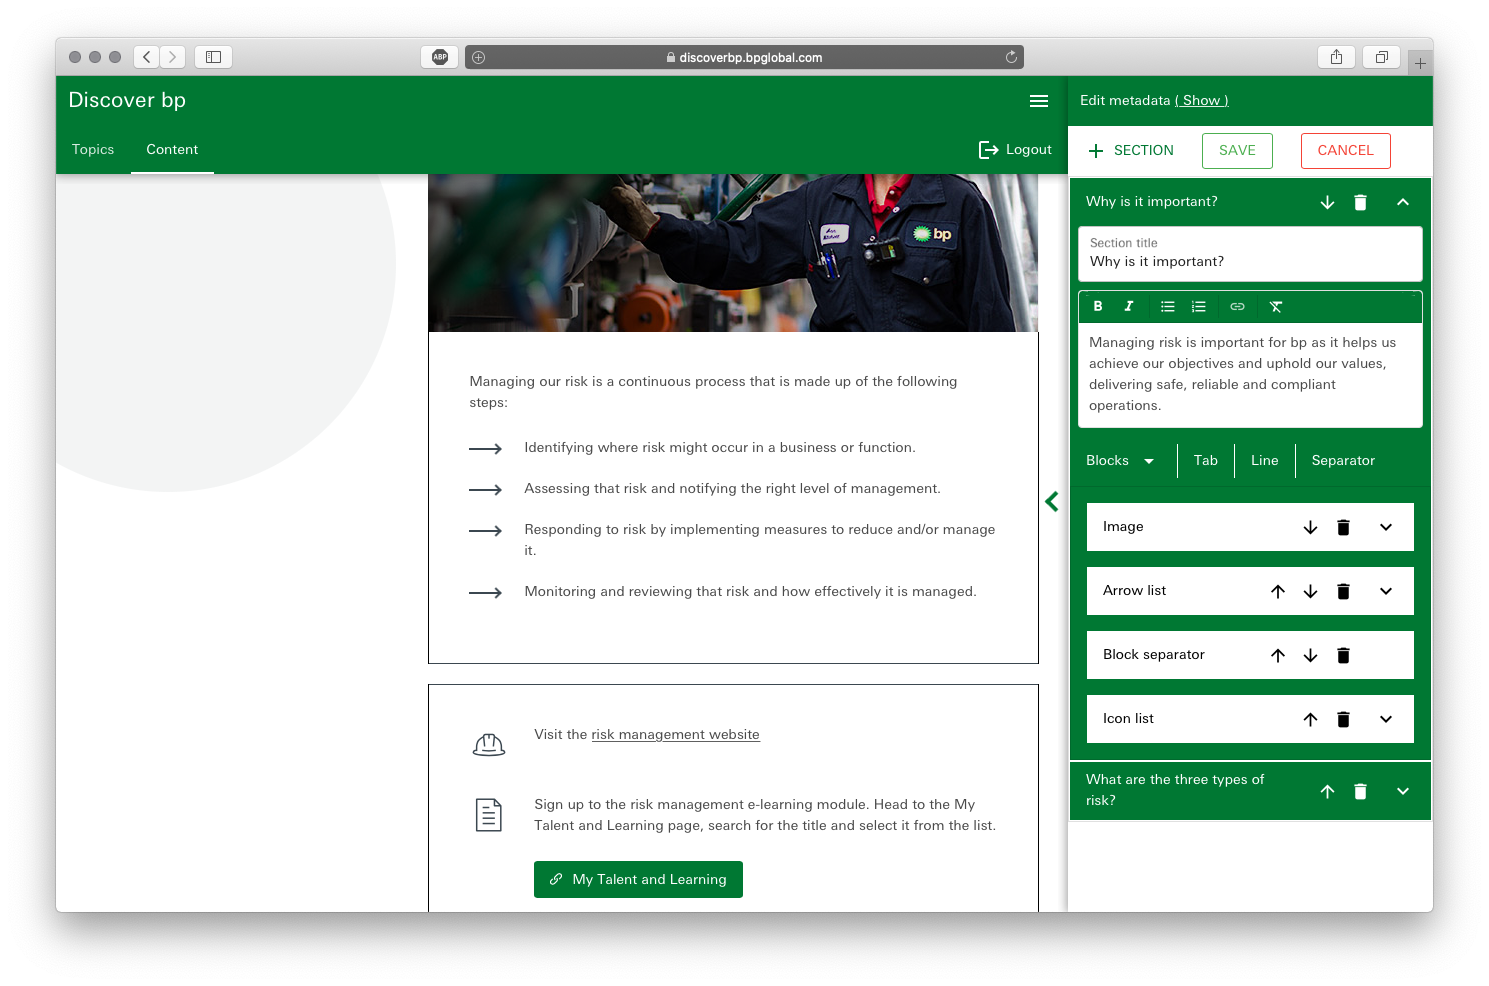 ABP
discoverbp.bpglobal.com
Discover bp
Topics
Content
Logout
bp
Managing our risk is a continuous process that is made up of the following
steps:
Identifying where risk might occur in a business or function.
Assessing that risk and notifying the right level of management.
Responding to risk by implementing measures to reduce and/or manage
it.
Monitoring and reviewing that risk and how effectively it is managed.
Visit the risk management website
Sign up to the risk management e-learning module. Head to the My
Talent and Learning page, search for the title and select it from the list.
My Talent and Learning
Edit metadata ( Show )
+ SECTION
SAVE
CANCEL
Why is it important?
Section title
Why is it important?
B I
Managing risk is important for bp as it helps us
achieve our objectives and uphold our values,
delivering safe, reliable and compliant
operations.
Blocks
Tab
Line
Separator
Image
Arrow list
Block separator
Icon list
What are the three types of
risk?